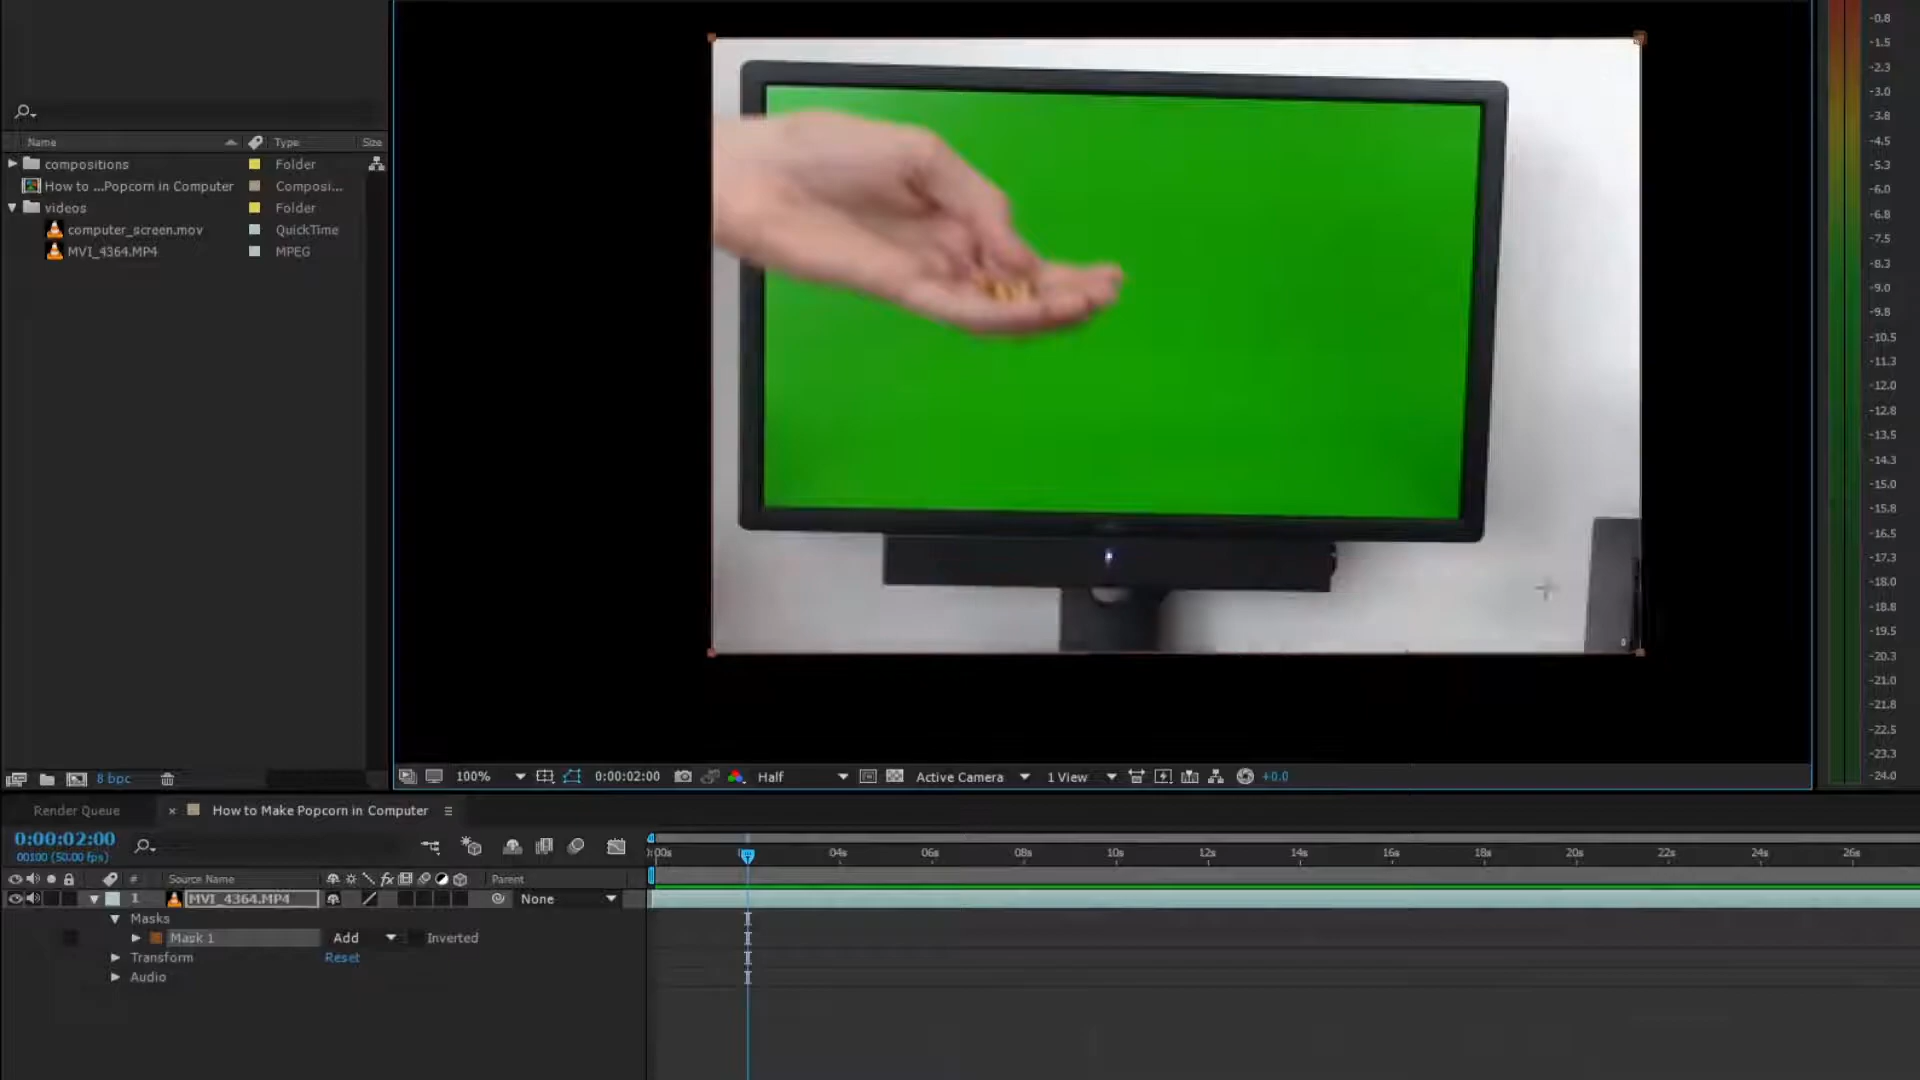 Name Type Size
compositions Folder
How to ...Popcorn in Computer Composi...
videos Folder
computer_screen.mov QuickTime
MVI_4364.MP4 MPEG
8 bpc
-0.8
-1.5
-2.3
-3.0
-3.8
-4.5
-5.3
-6.0
-6.8
-7.5
-8.3
-9.0
-9.8
-10.5
-11.3
-12.0
-12.8
-13.5
-14.3
-15.0
-15.8
-16.5
-17.3
-18.0
-18.8
-19.5
-20.3
-21.0
-21.8
-22.5
-23.3
-24.0
100% 0:00:02:00 Half Active Camera 1 View +0.0
Render Queue × How to Make Popcorn in Computer
0:00:02:00
00100 (50.00 fps)
:00s 04s 06s 08s 10s 12s 14s 16s 18s 20s 22s 24s 26s
# Source Name fx Parent
1 MVI_4364.MP4 None
Masks
Mask 1 Add Inverted
Transform Reset
Audio